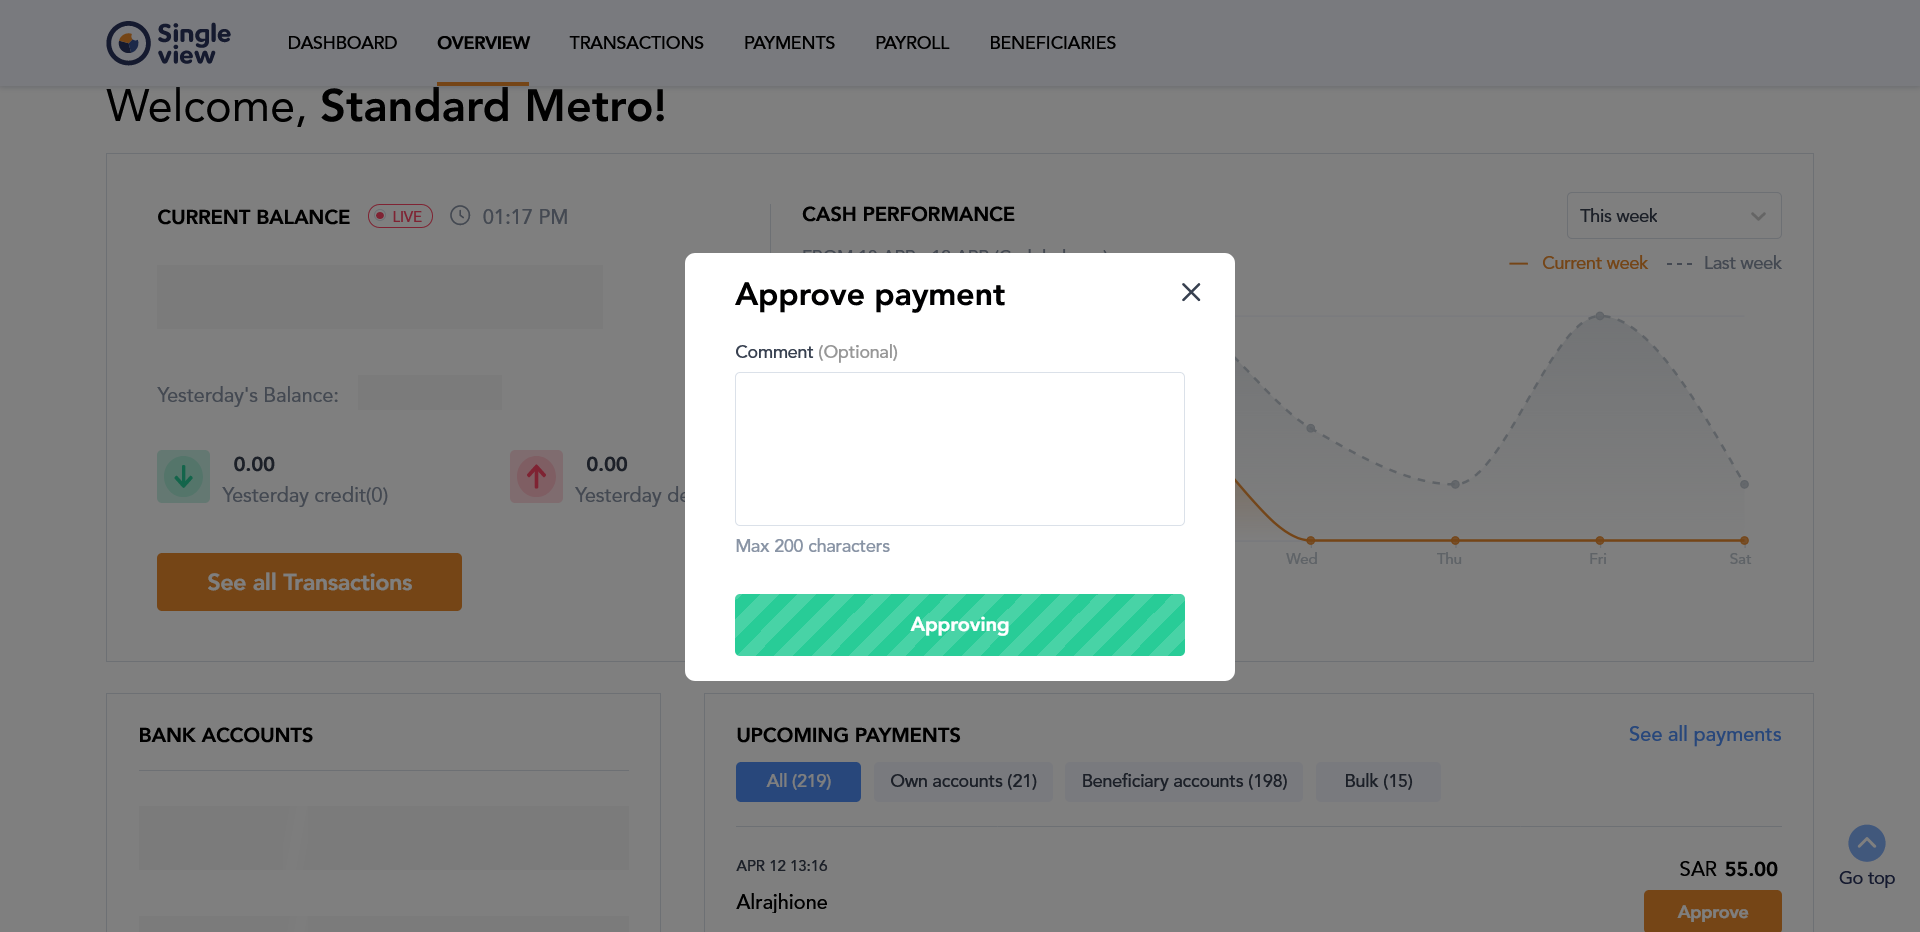 Single view
DASHBOARD
OVERVIEW
TRANSACTIONS
PAYMENTS
PAYROLL
BENEFICIARIES
Welcome, Standard Metro!
CURRENT BALANCE
LIVE
01:17 PM
Yesterday's Balance:
0.00
Yesterday credit(0)
0.00
Yesterday de
See all Transactions
CASH PERFORMANCE
This week
Current week
Last week
Wed
Thu
Fri
Sat
Approve payment
Comment (Optional)
Max 200 characters
Approving
BANK ACCOUNTS
UPCOMING PAYMENTS
See all payments
All (219)
Own accounts (21)
Beneficiary accounts (198)
Bulk (15)
APR 12 13:16
Alrajhione
SAR 55.00
Approve
Go top